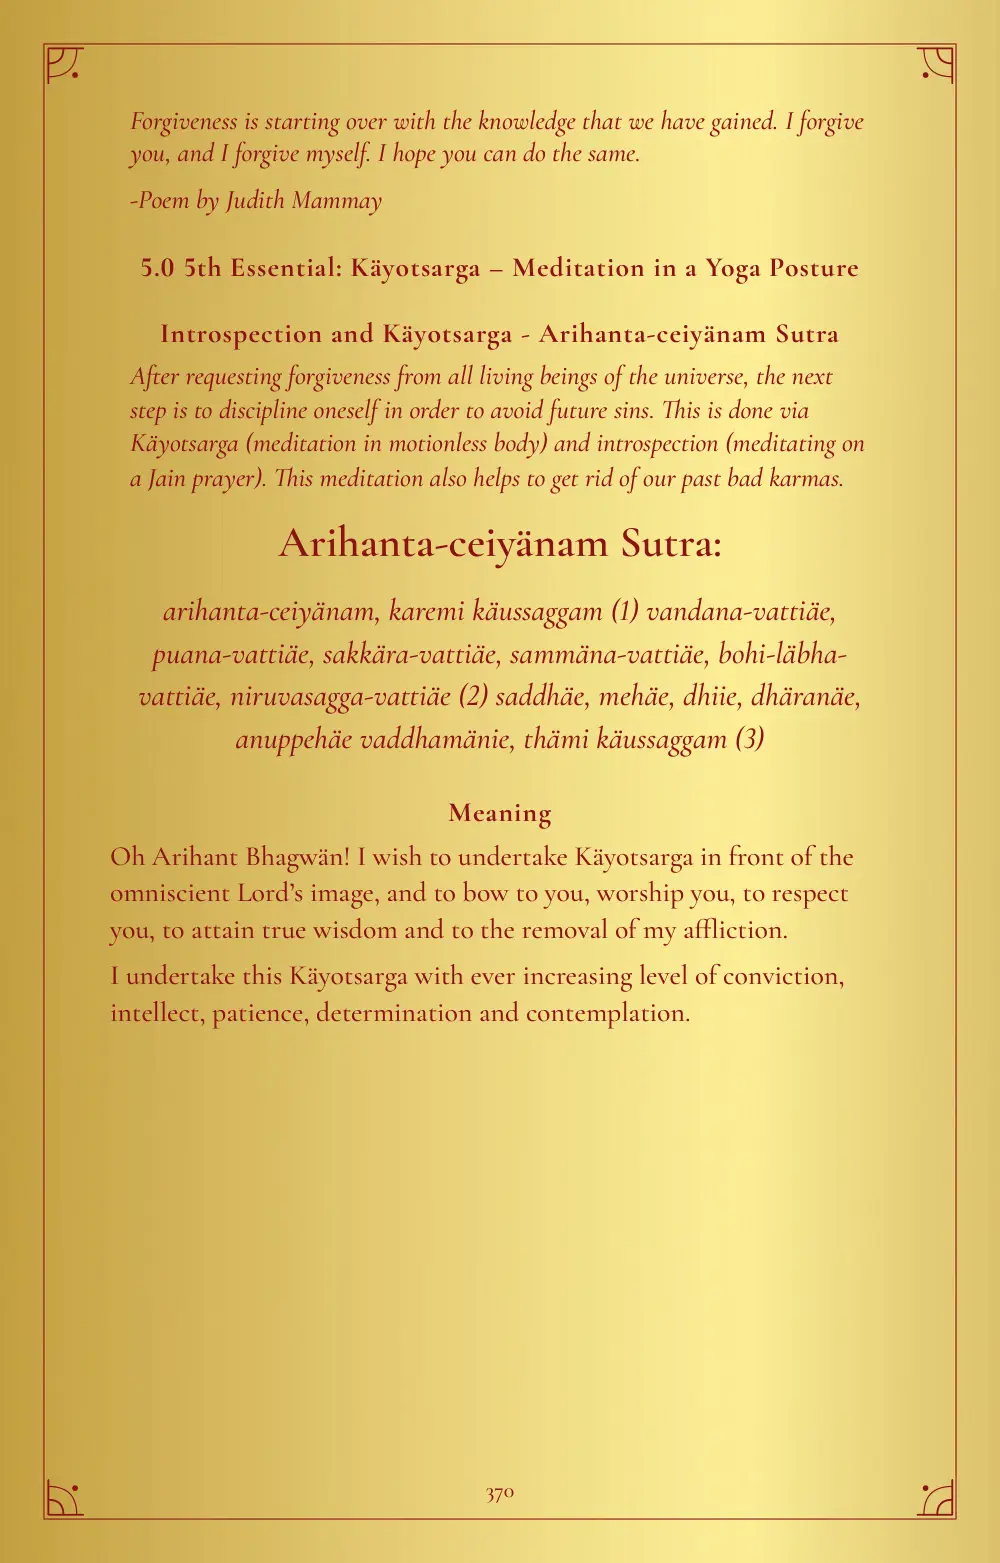 Forgiveness is starting over with the knowledge that we have gained. I forgive
you, and I forgive myself. I hope you can do the same.
-Poem by Judith Mammay
5.0 5th Essential: Käyotsarga – Meditation in a Yoga Posture
Introspection and Käyotsarga - Arihanta-ceiyänam Sutra
After requesting forgiveness from all living beings of the universe, the next
step is to discipline oneself in order to avoid future sins. This is done via
Käyotsarga (meditation in motionless body) and introspection (meditating on
a Jain prayer). This meditation also helps to get rid of our past bad karmas.
Arihanta-ceiyänam Sutra:
arihanta-ceiyänam, karemi käussaggam (1) vandana-vattiäe,
puana-vattiäe, sakkära-vattiäe, sammäna-vattiäe, bohi-läbha-
vattiäe, niruvasagga-vattiäe (2) saddhäe, mehäe, dhiie, dhäranäe,
anuppehäe vaddhamänie, thämi käussaggam (3)
Meaning
Oh Arihant Bhagwän! I wish to undertake Käyotsarga in front of the
omniscient Lord’s image, and to bow to you, worship you, to respect
you, to attain true wisdom and to the removal of my affliction.
I undertake this Käyotsarga with ever increasing level of conviction,
intellect, patience, determination and contemplation.
370